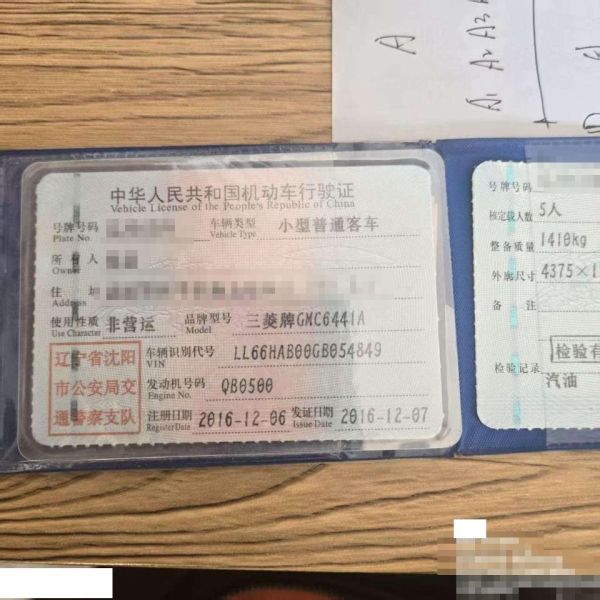 A
A1 A2 A3
中华人民共和国机动车行驶证
Vehicle License of the People's Republic of China
号牌号码 车辆类型 小型普通客车
Plate No. Vehicle Type
所有人
Owner
住址
Address
使用性质 非营运 品牌型号 三菱牌GMC6441A
Use Character Model
辽宁省沈阳
市公安局交
通警察支队
车辆识别代号 LL66HAB00GB054849
VIN
发动机号码 QB0500
Engine No.
注册日期 2016-12-06 发证日期 2016-12-07
Register Date Issue Date
号牌号码
核定载人数 5人
整备质量 1410kg
外廓尺寸 4375×1
备注
检验有
检验记录
汽油